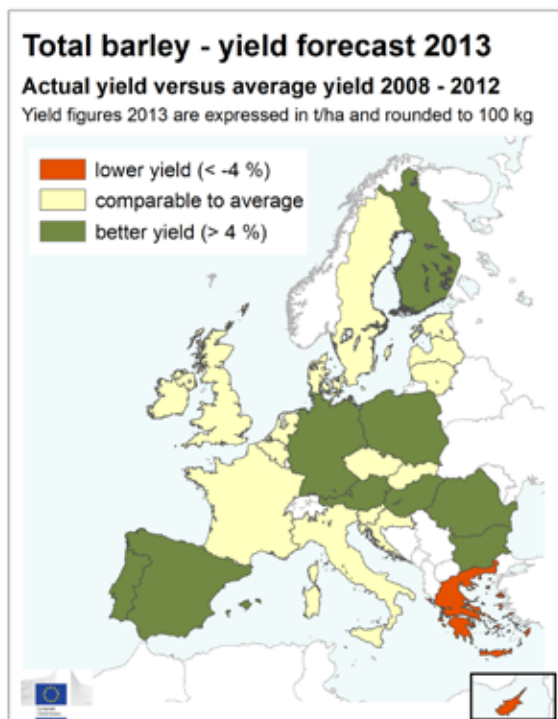 Total barley - yield forecast 2013
Actual yield versus average yield 2008 - 2012
Yield figures 2013 are expressed in t/ha and rounded to 100 kg
lower yield (< -4 %)
comparable to average
better yield (> 4 %)